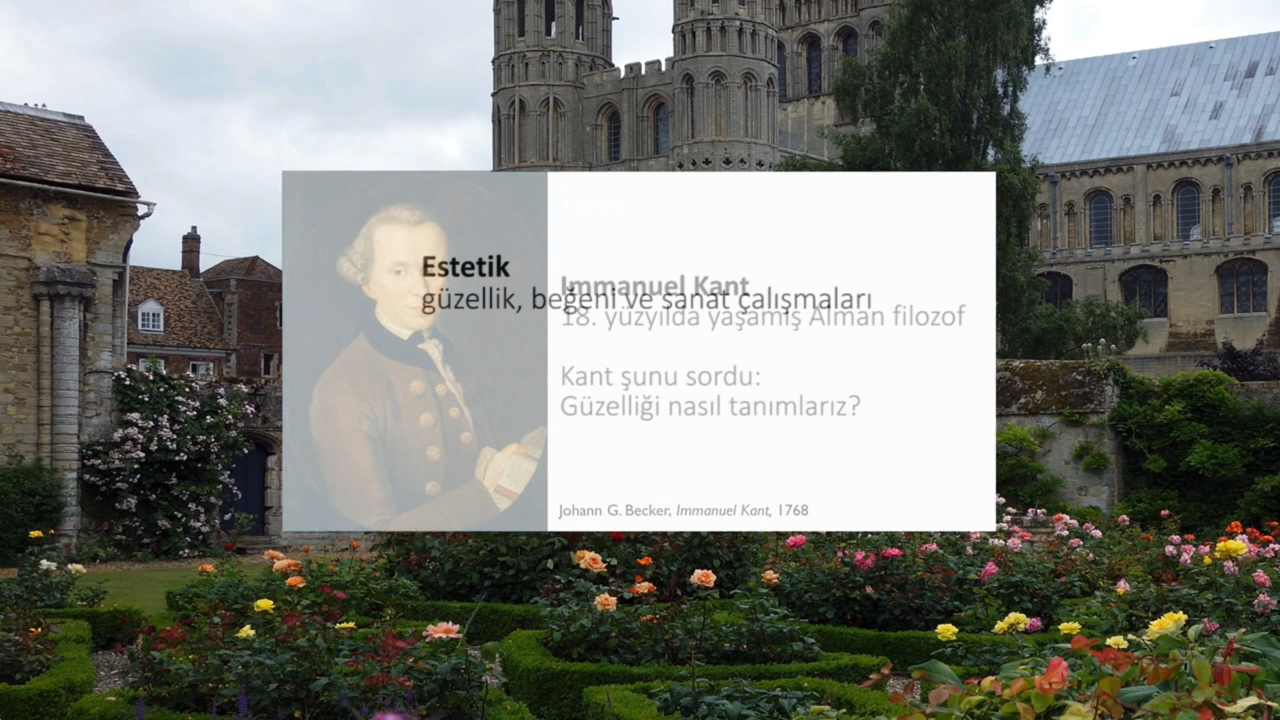 Estetik
güzellik, beğeni ve sanat çalışmaları
Immanuel Kant
18. yüzyılda yaşamış Alman filozof
Kant şunu sordu:
Güzelliği nasıl tanımlarız?
Johann G. Becker, Immanuel Kant, 1768